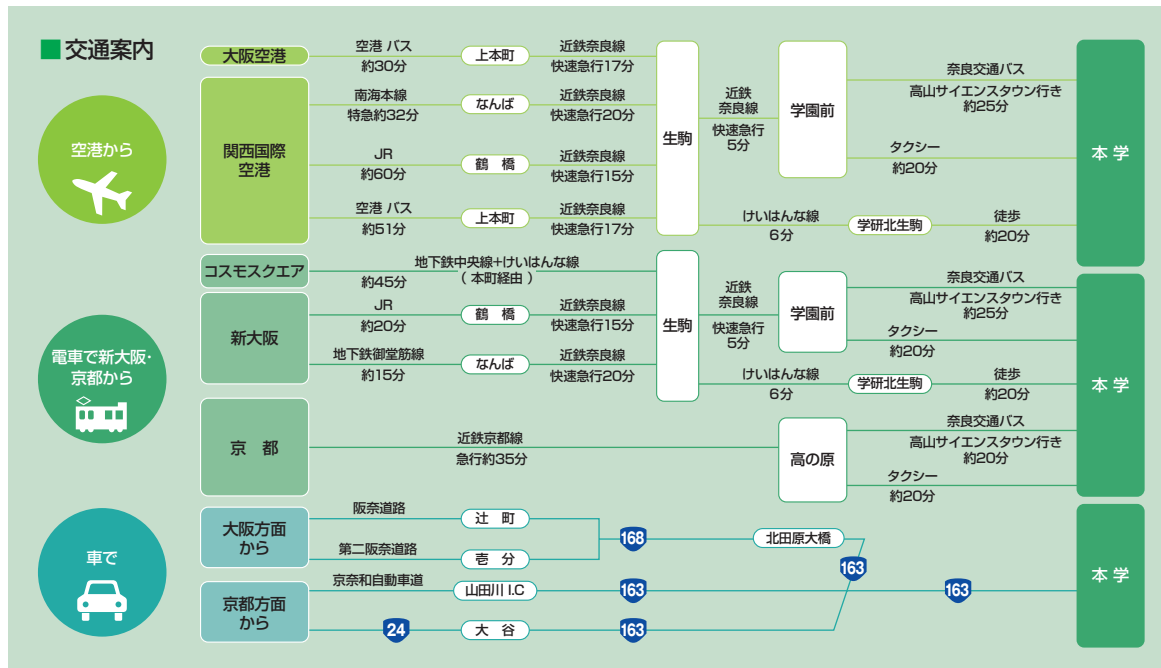 ■交通案内
空港から
大阪空港
空港 バス
約30分
上本町
近鉄奈良線
快速急行17分
関西国際
空港
南海本線
特急約32分
なんば
近鉄奈良線
快速急行20分
JR
約60分
鶴 橋
近鉄奈良線
快速急行15分
空港 バス
約51分
上本町
近鉄奈良線
快速急行17分
生駒
近鉄
奈良線
快速急行
5分
学園前
奈良交通バス
高山サイエンスタウン行き
約25分
タクシー
約20分
けいはんな線
6分
学研北生駒
徒歩
約20分
本 学
電車で新大阪・
京都から
コスモスクエア
地下鉄中央線+けいはんな線
約45分
( 本町経由 )
新大阪
JR
約20分
鶴 橋
近鉄奈良線
快速急行15分
地下鉄御堂筋線
約15分
なんば
近鉄奈良線
快速急行20分
生駒
近鉄
奈良線
快速急行
5分
学園前
奈良交通バス
高山サイエンスタウン行き
約25分
タクシー
約20分
けいはんな線
6分
学研北生駒
徒歩
約20分
京 都
近鉄京都線
急行約35分
高の原
奈良交通バス
高山サイエンスタウン行き
約20分
タクシー
約20分
本 学
車で
大阪方面
から
阪奈道路
辻 町
第二阪奈道路
壱 分
168
北田原大橋
163
京都方面
から
京奈和自動車道
山田川 I.C
163
163
24
大 谷
163
本 学